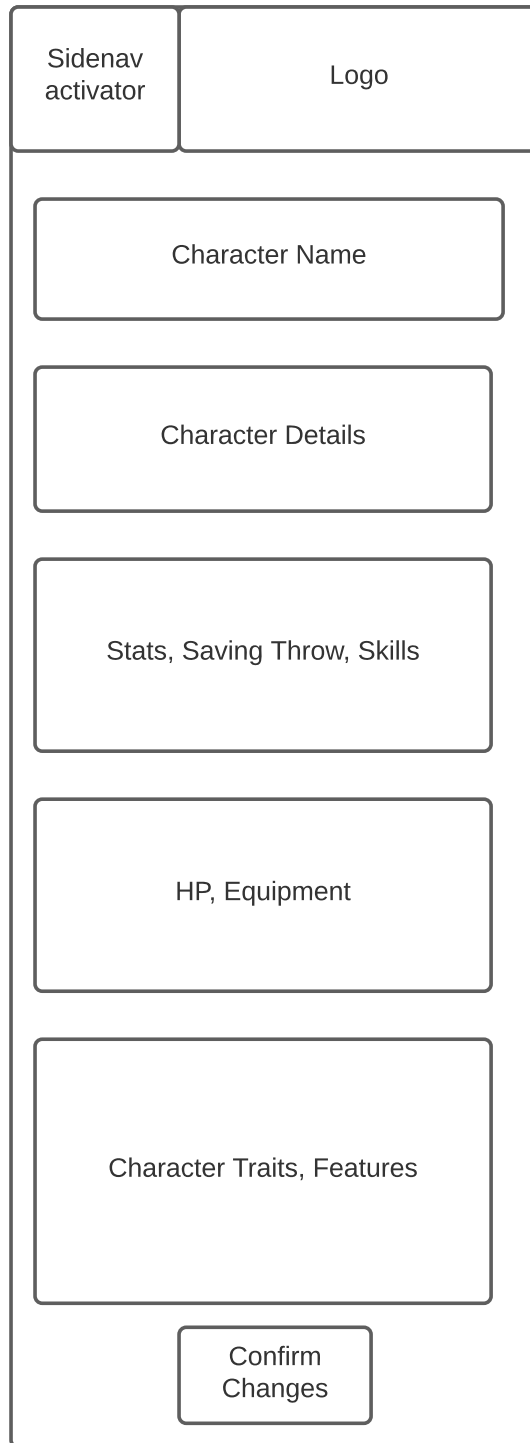 Sidenav
activator
Logo
Character Name
Character Details
Stats, Saving Throw, Skills
HP, Equipment
Character Traits, Features
Confirm
Changes